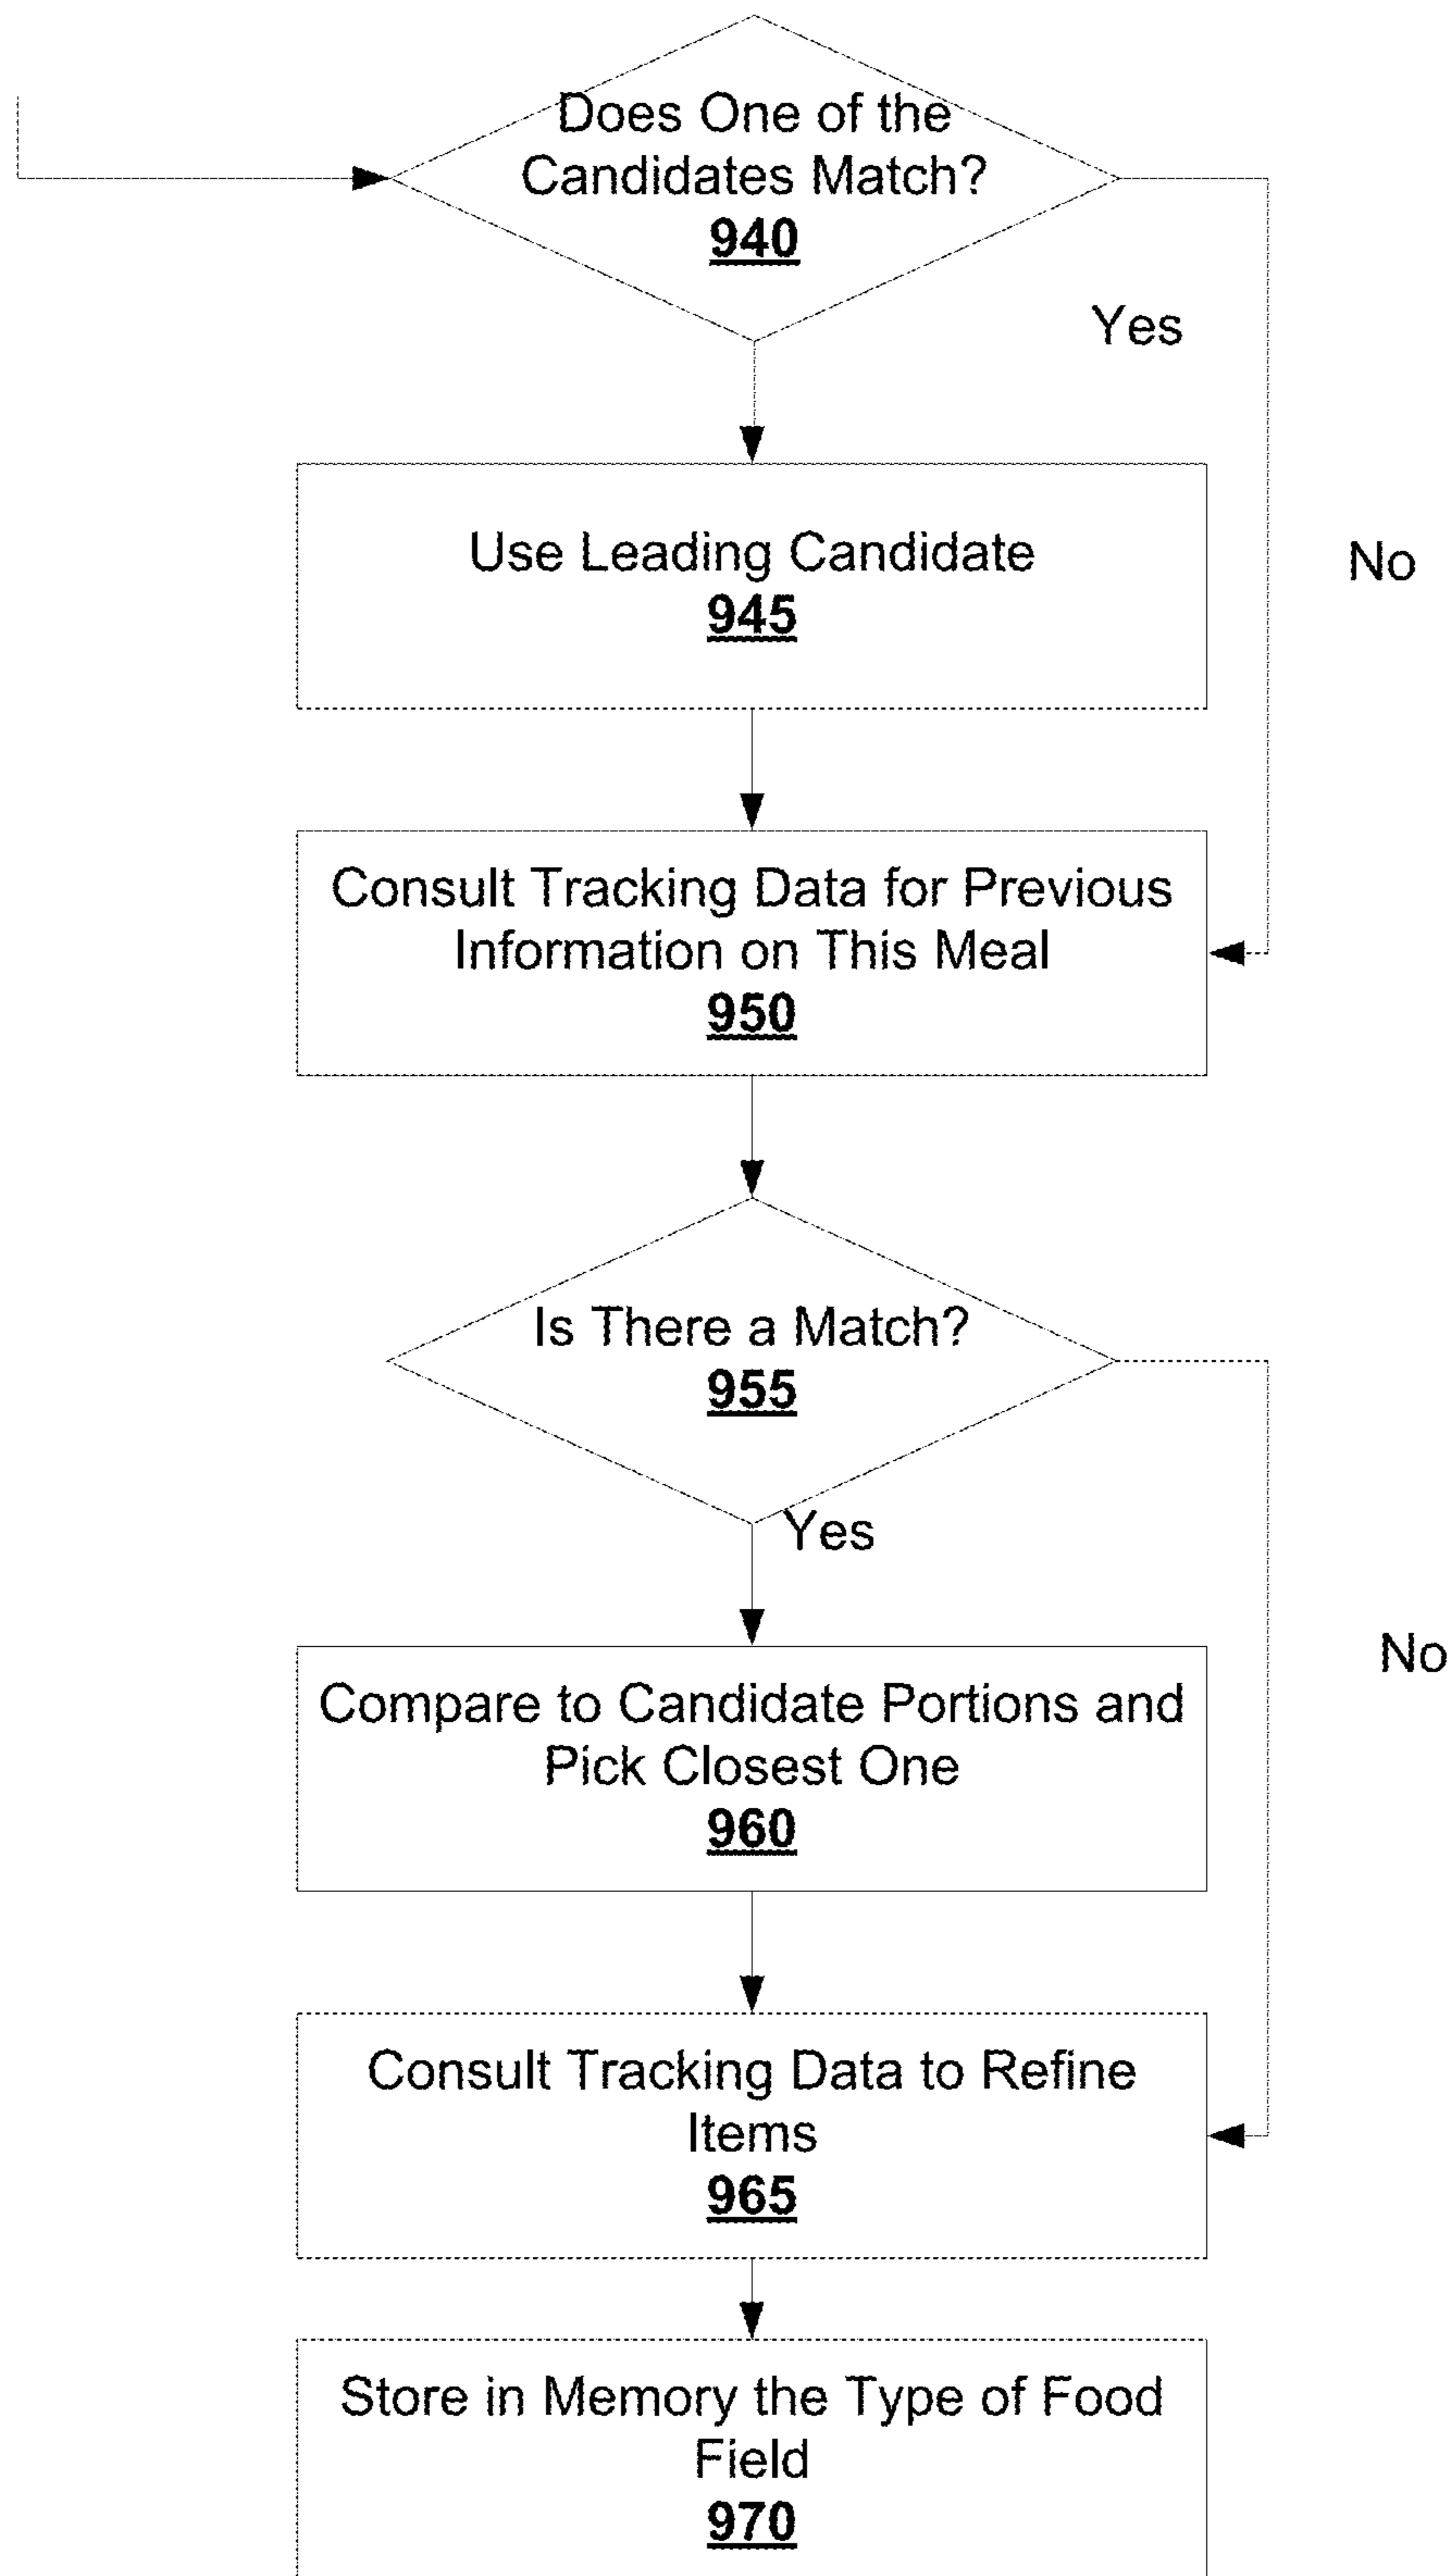 Does One of the
Candidates Match?
940
Yes
Use Leading Candidate
945
No
Consult Tracking Data for Previous
Information on This Meal
950
Is There a Match?
955
Yes
Compare to Candidate Portions and
Pick Closest One
960
No
Consult Tracking Data to Refine
Items
965
Store in Memory the Type of Food
Field
970